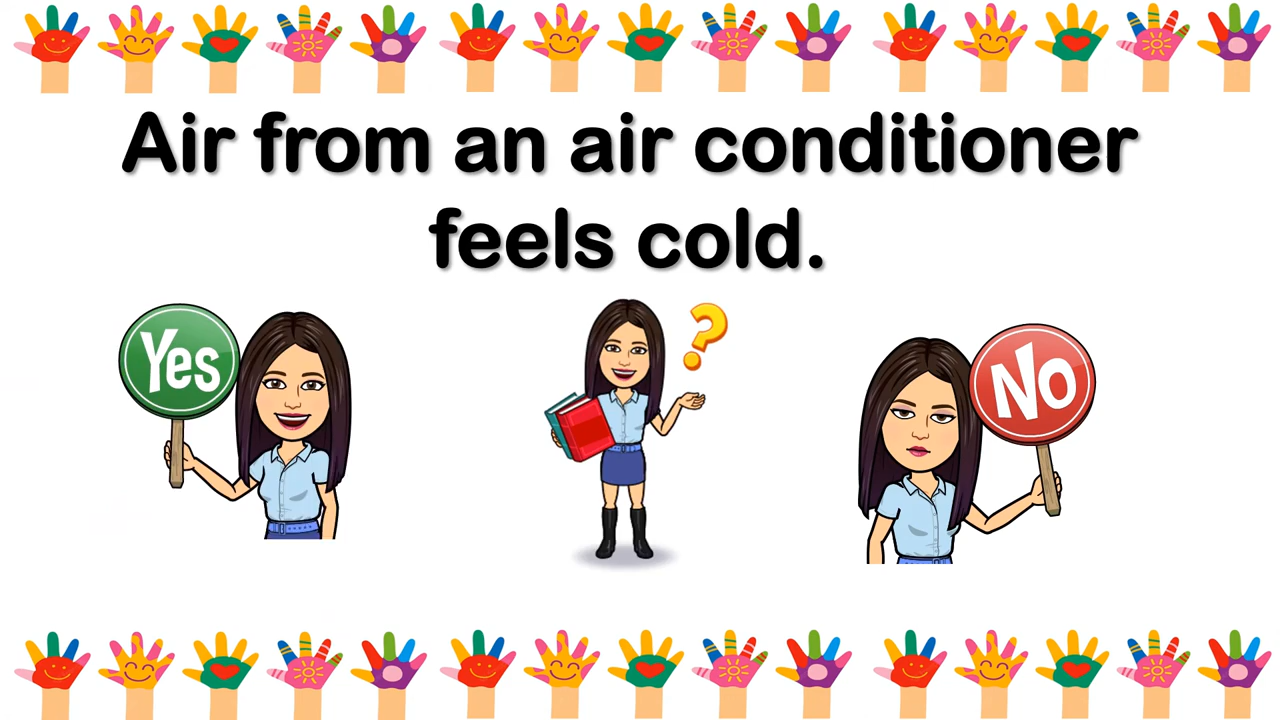 Air from an air conditioner
feels cold.
Yes
?
No